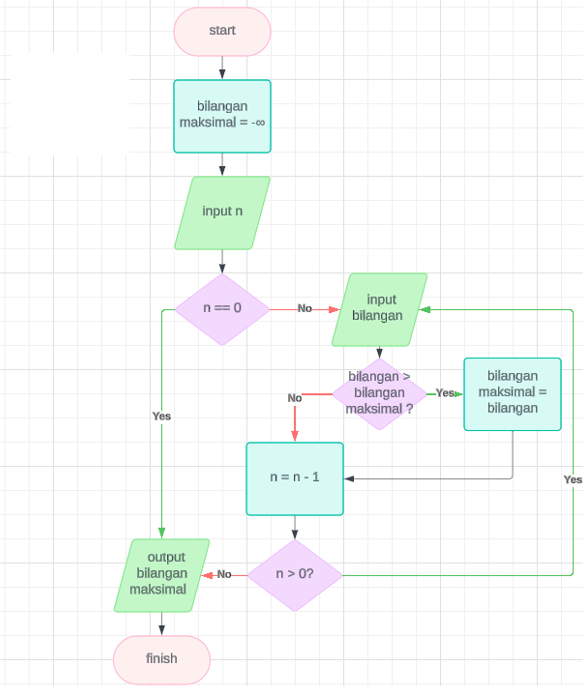 start
bilangan
maksimal = -∞
input n
n == 0
No
input
bilangan
bilangan >
bilangan
maksimal ?
No
Yes
bilangan
maksimal =
bilangan
Yes
n = n - 1
Yes
n > 0?
No
output
bilangan
maksimal
finish